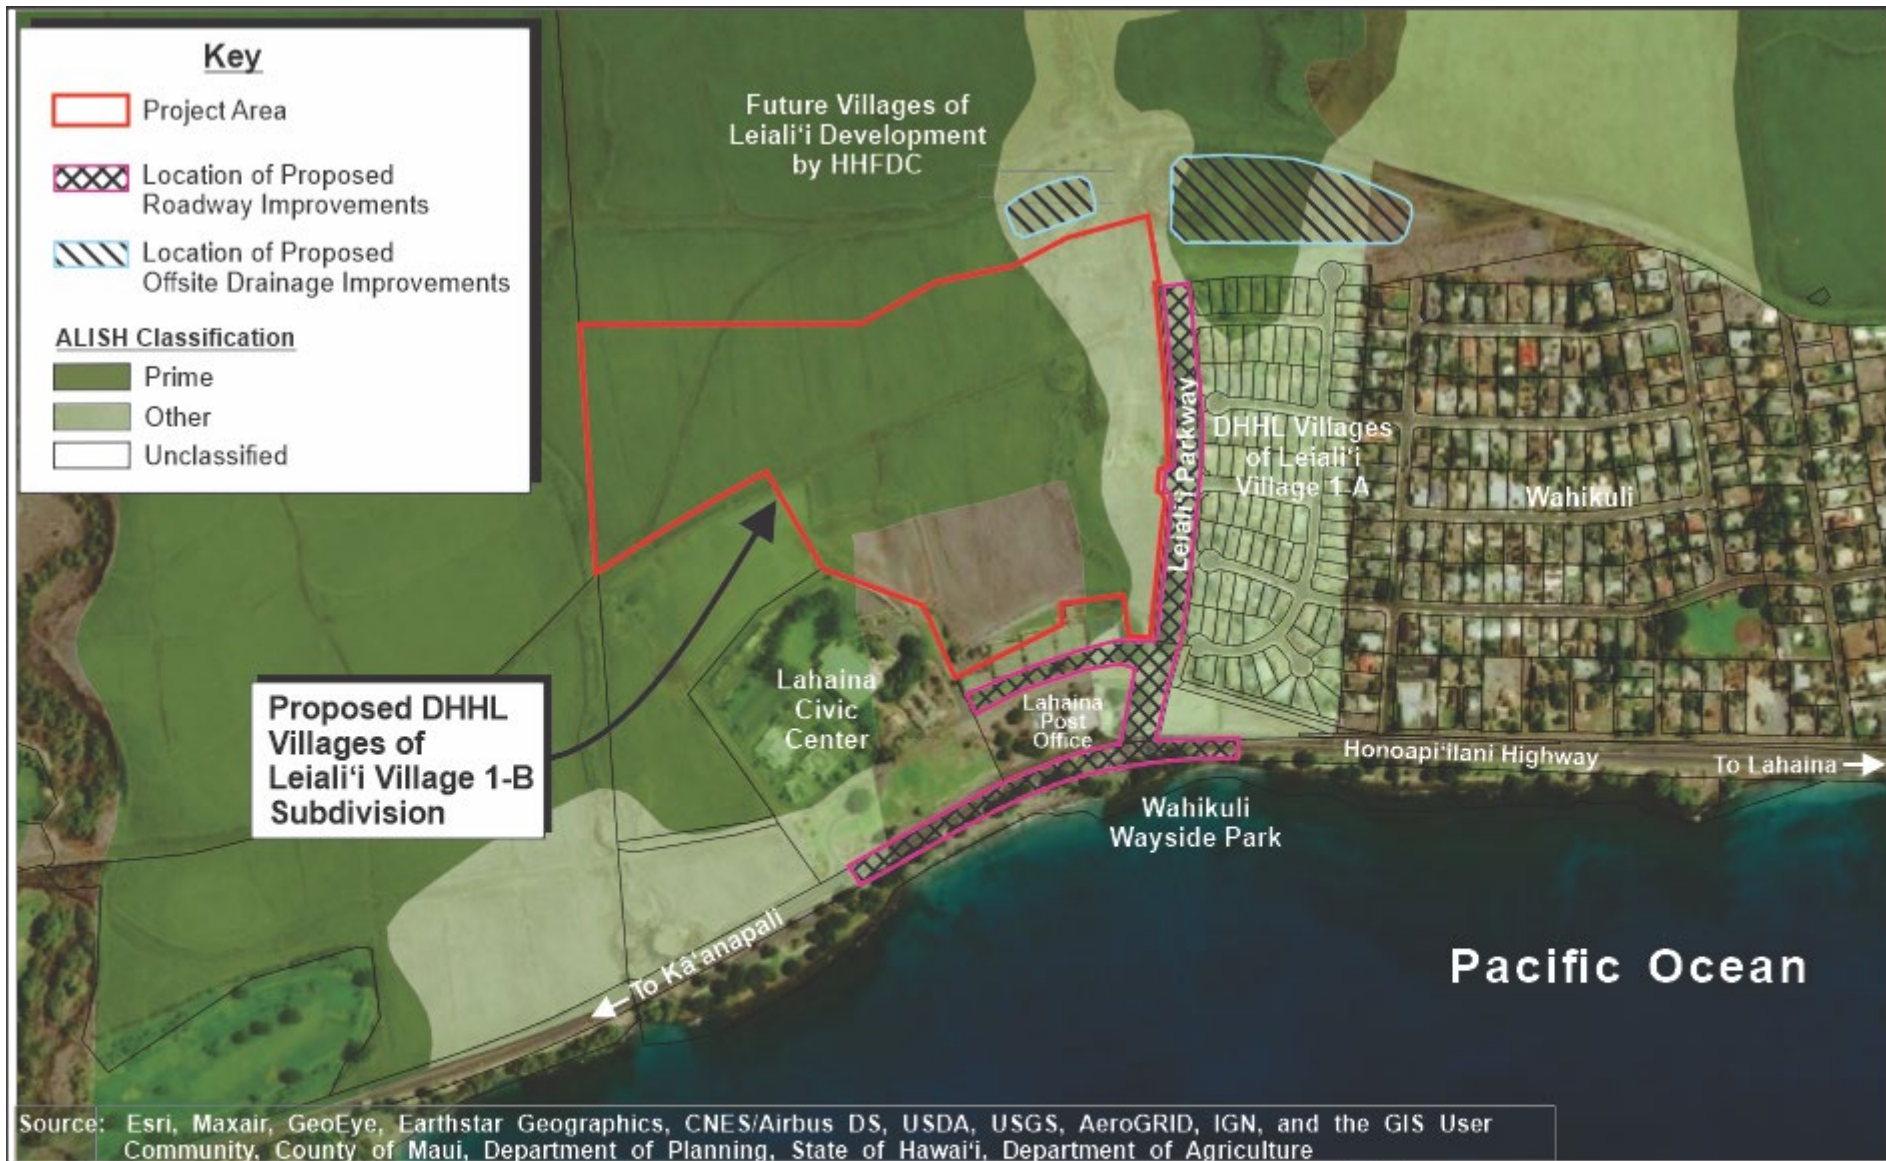 Key
Project Area
Location of Proposed
Roadway Improvements
Location of Proposed
Offsite Drainage Improvements
ALISH Classification
Prime
Other
Unclassified
Future Villages of
Leiali‘i Development
by HHFDC
Leiali‘i Parkway
DHHL Villages
of Leiali‘i
Village 1-A
Wahikuli
Proposed DHHL
Villages of
Leiali‘i Village 1-B
Subdivision
Lahaina
Civic
Center
Lahaina
Post
Office
Honoapi‘ilani Highway
To Lahaina
Wahikuli
Wayside Park
To Kā‘anapali
Pacific Ocean
Source: Esri, Maxair, GeoEye, Earthstar Geographics, CNES/Airbus DS, USDA, USGS, AeroGRID, IGN, and the GIS User
Community, County of Maui, Department of Planning, State of Hawai‘i, Department of Agriculture